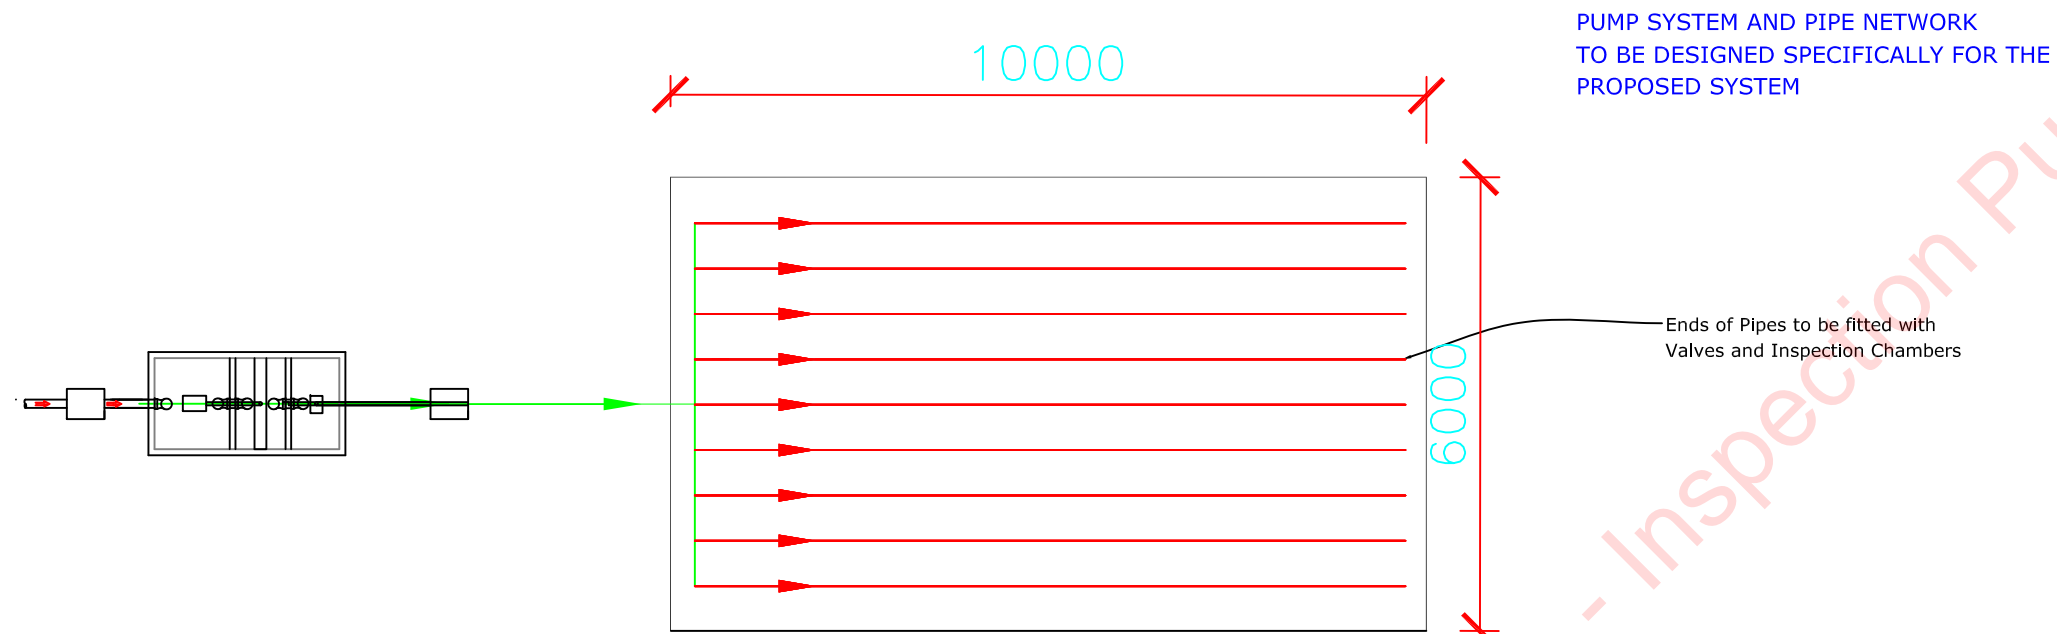 PUMP SYSTEM AND PIPE NETWORK
TO BE DESIGNED SPECIFICALLY FOR THE
PROPOSED SYSTEM
10000
6000
Ends of Pipes to be fitted with
Valves and Inspection Chambers
- Inspection